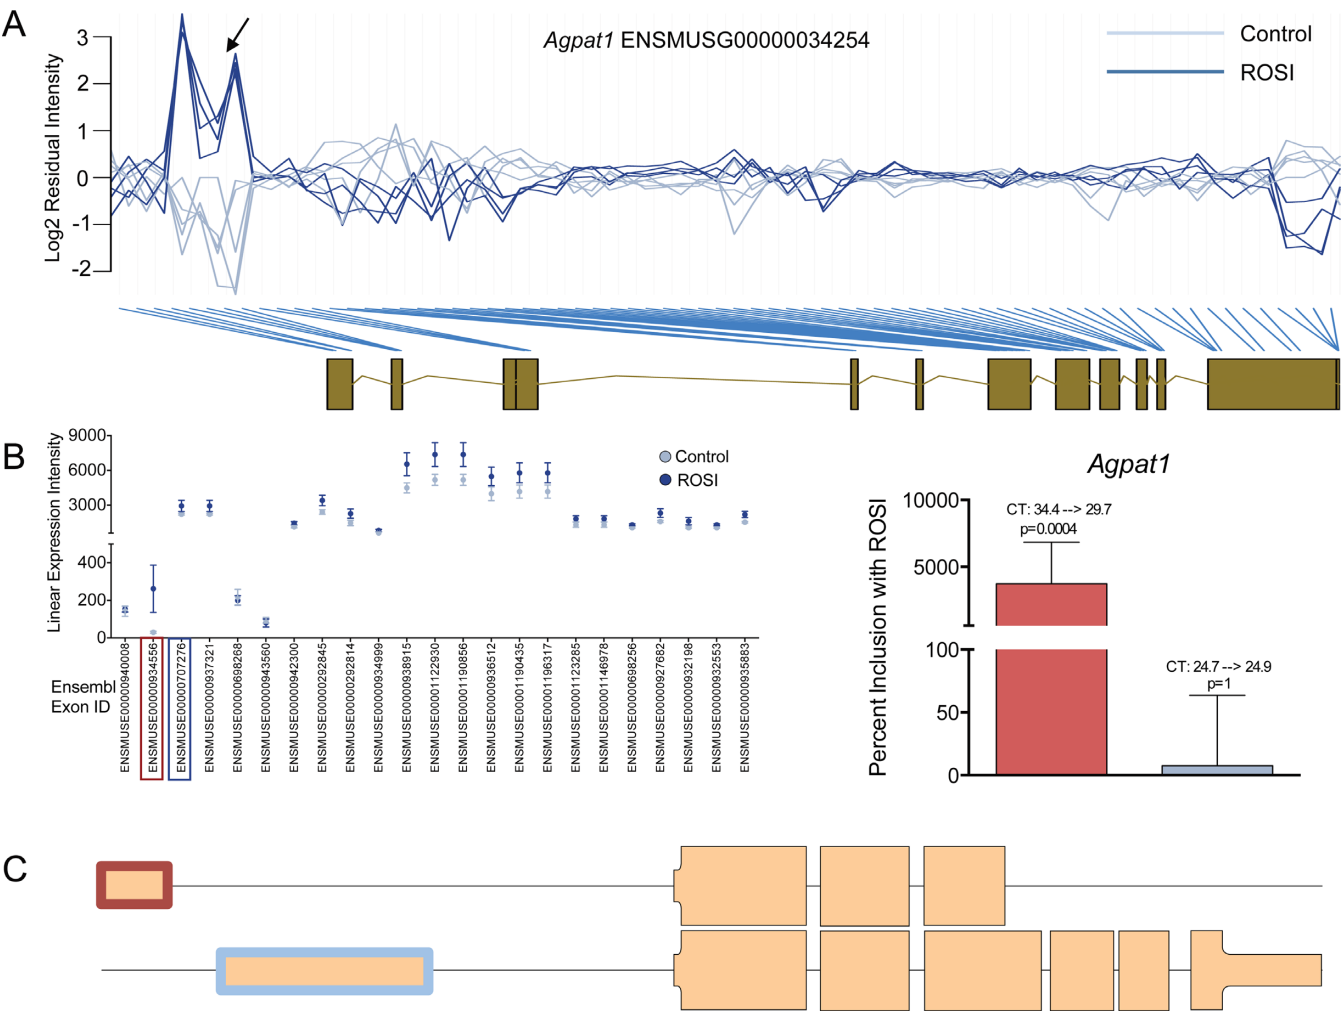 A
Agpat1 ENSMUSG00000034254
Control
ROSI
Log2 Residual Intensity
3
2
1
0
-1
-2
B
Linear Expression Intensity
9000
6000
3000
400
200
0
Control
ROSI
Ensembl
Exon ID
ENSMUSE00000940008
ENSMUSE00000934556
ENSMUSE00000707276
ENSMUSE00000937321
ENSMUSE00000698268
ENSMUSE00000943560
ENSMUSE00000942300
ENSMUSE00000292845
ENSMUSE00000292814
ENSMUSE00000934999
ENSMUSE00000938915
ENSMUSE00001122930
ENSMUSE00001190856
ENSMUSE00000936512
ENSMUSE00001190435
ENSMUSE00001196317
ENSMUSE00001123285
ENSMUSE00001146978
ENSMUSE00000698256
ENSMUSE00000927682
ENSMUSE00000932198
ENSMUSE00000932553
ENSMUSE00000935883
Agpat1
Percent Inclusion with ROSI
10000
5000
100
50
0
CT: 34.4 --> 29.7
p=0.0004
CT: 24.7 --> 24.9
p=1
C